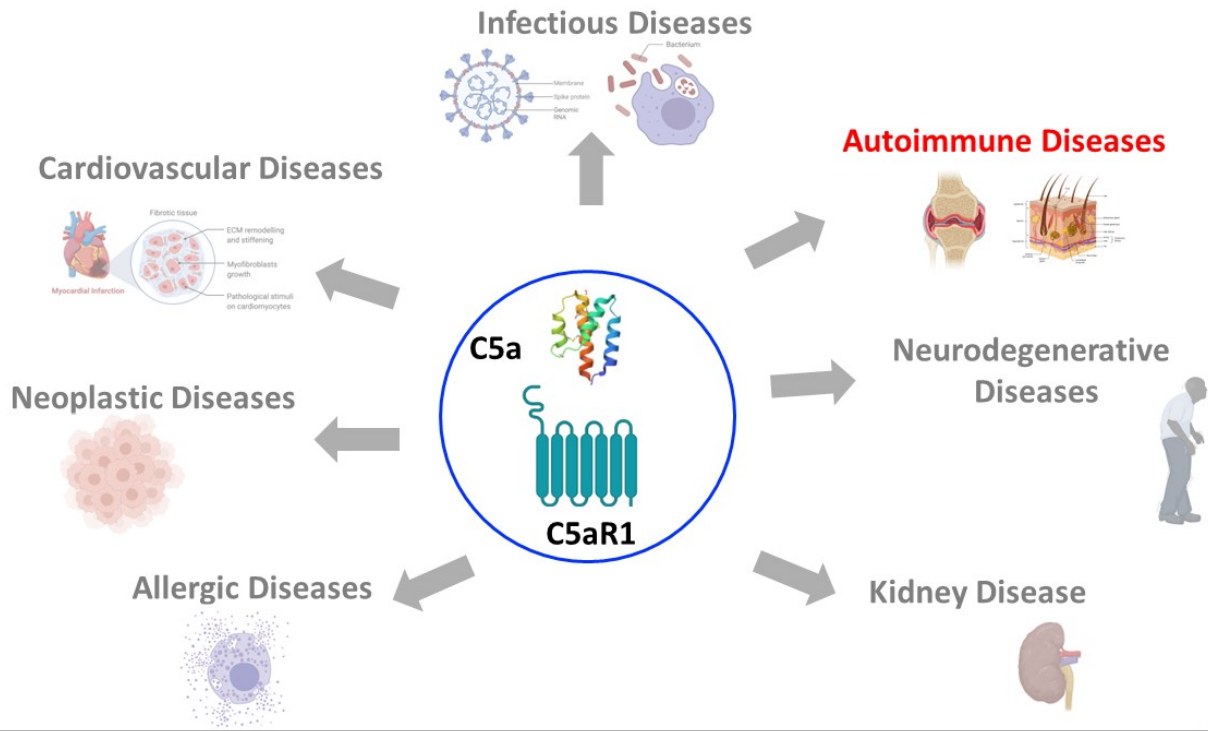 Infectious Diseases
Bacterium
Membrane
Spike protein
Genomic
RNA
Autoimmune Diseases
Cardiovascular Diseases
Fibrotic tissue
ECM remodelling
and stiffening
Myofibroblasts
growth
Myocardial Infarction
Pathological stimuli
on cardiomyocytes
C5a
Neurodegenerative
Diseases
Neoplastic Diseases
C5aR1
Allergic Diseases
Kidney Disease